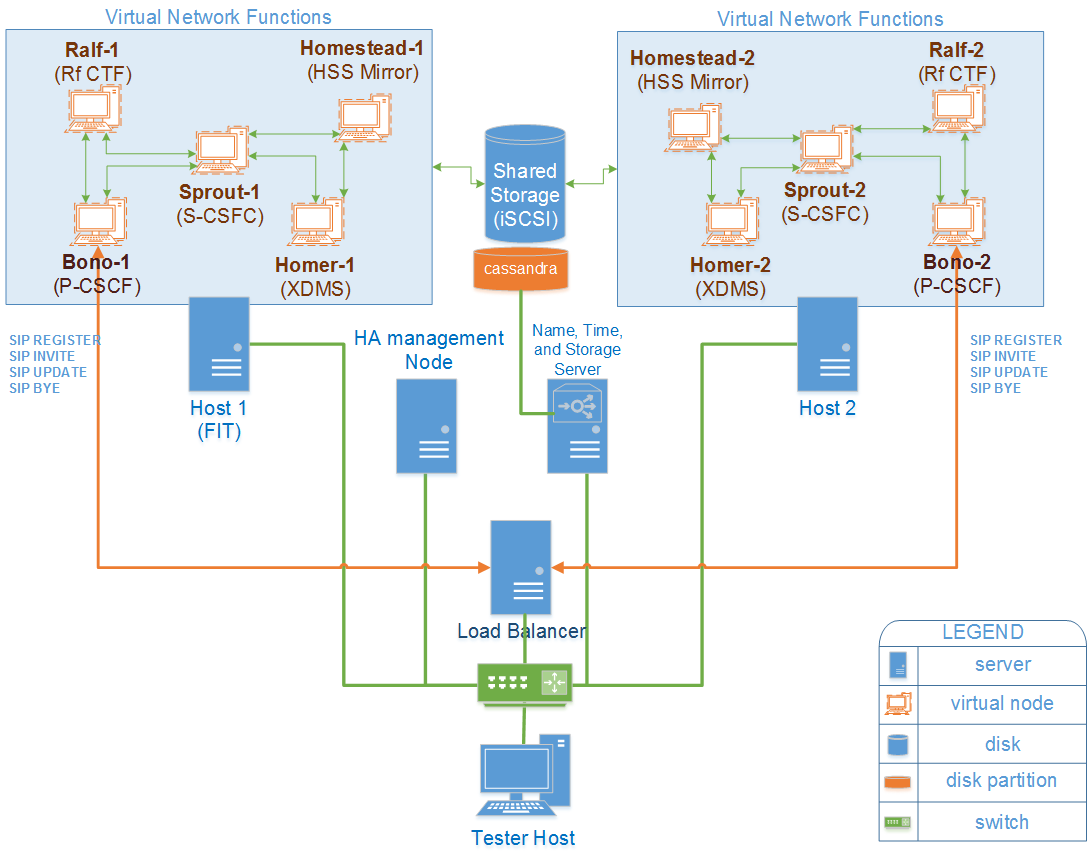 Virtual Network Functions
Virtual Network Functions
Ralf-1
(Rf CTF)
Homestead-1
(HSS Mirror)
Sprout-1
(S-CSFC)
Bono-1
(P-CSCF)
Homer-1
(XDMS)
Shared
Storage
(iSCSI)
cassandra
Homestead-2
(HSS Mirror)
Ralf-2
(Rf CTF)
Sprout-2
(S-CSFC)
Homer-2
(XDMS)
Bono-2
(P-CSCF)
SIP REGISTER
SIP INVITE
SIP UPDATE
SIP BYE
Host 1
(FIT)
HA management
Node
Name, Time,
and Storage
Server
Host 2
SIP REGISTER
SIP INVITE
SIP UPDATE
SIP BYE
Load Balancer
Tester Host
LEGEND
server
virtual node
disk
disk partition
switch